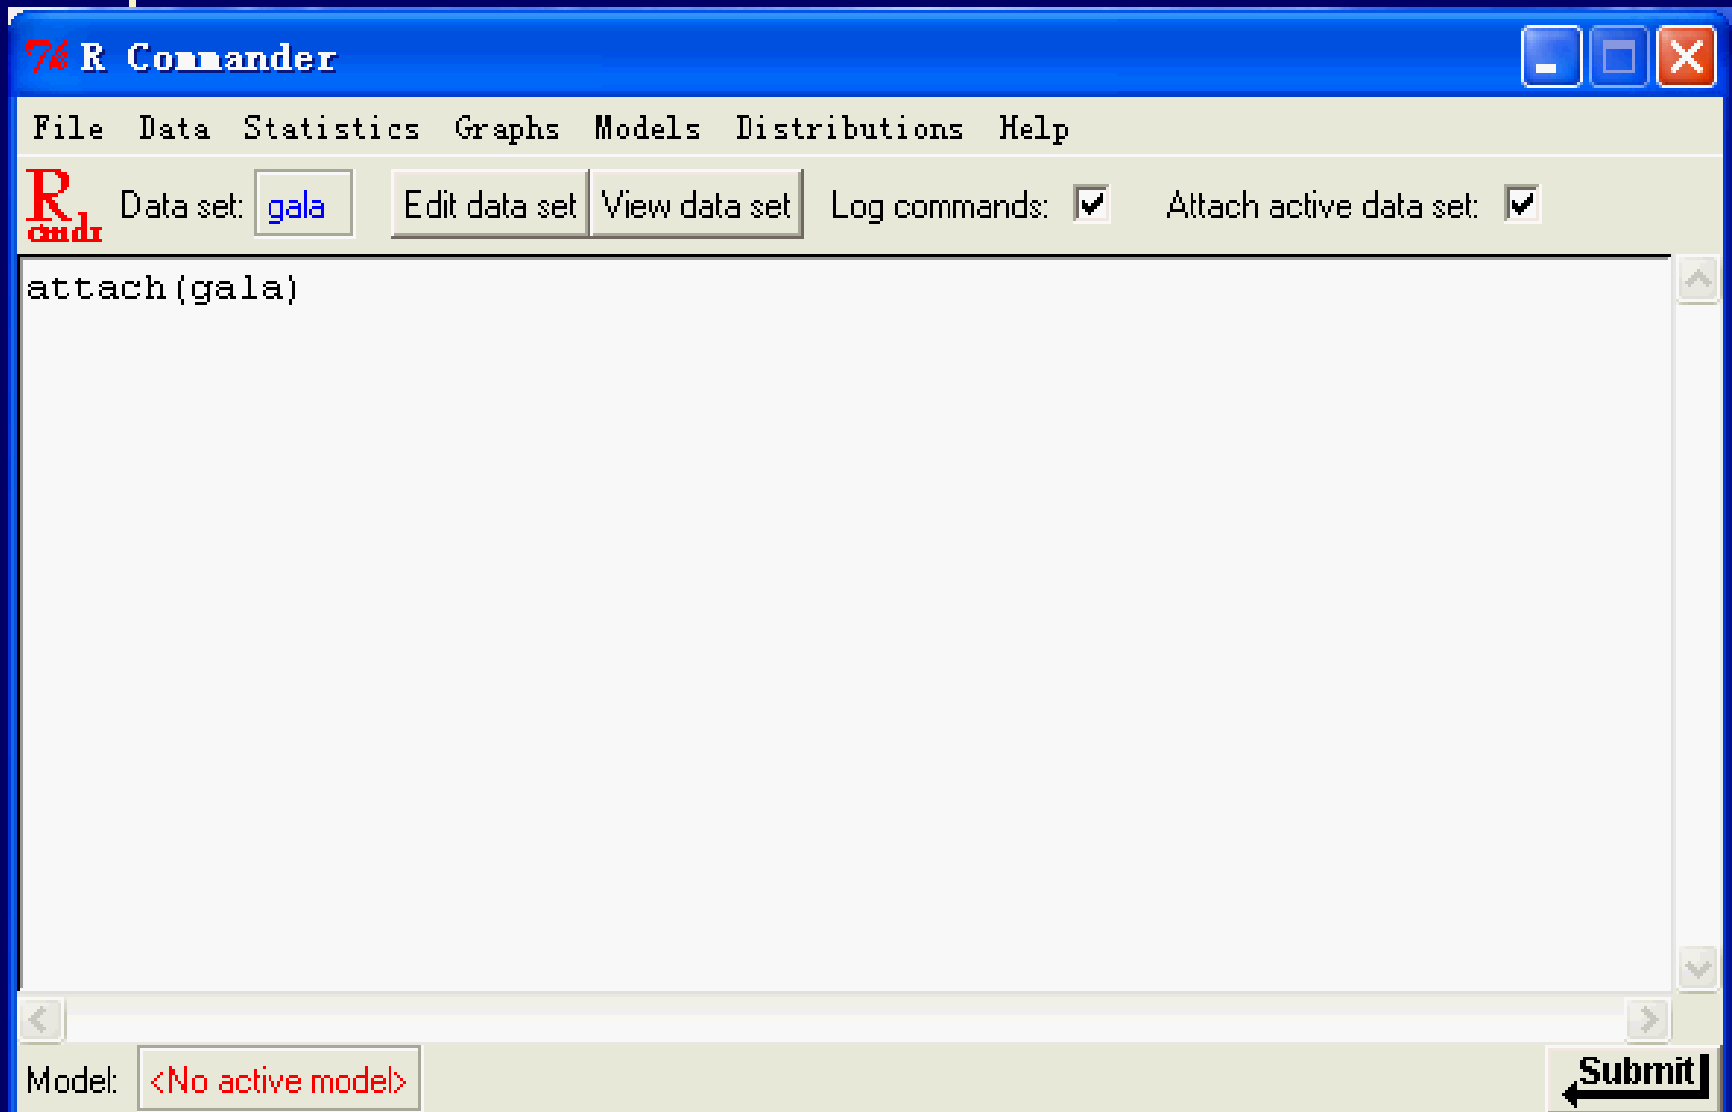 R Commander
File Data Statistics Graphs Models Distributions Help
R cmdr Data set: gala Edit data set View data set Log commands: Attach active data set:
attach(gala)
Model: <No active model> Submit